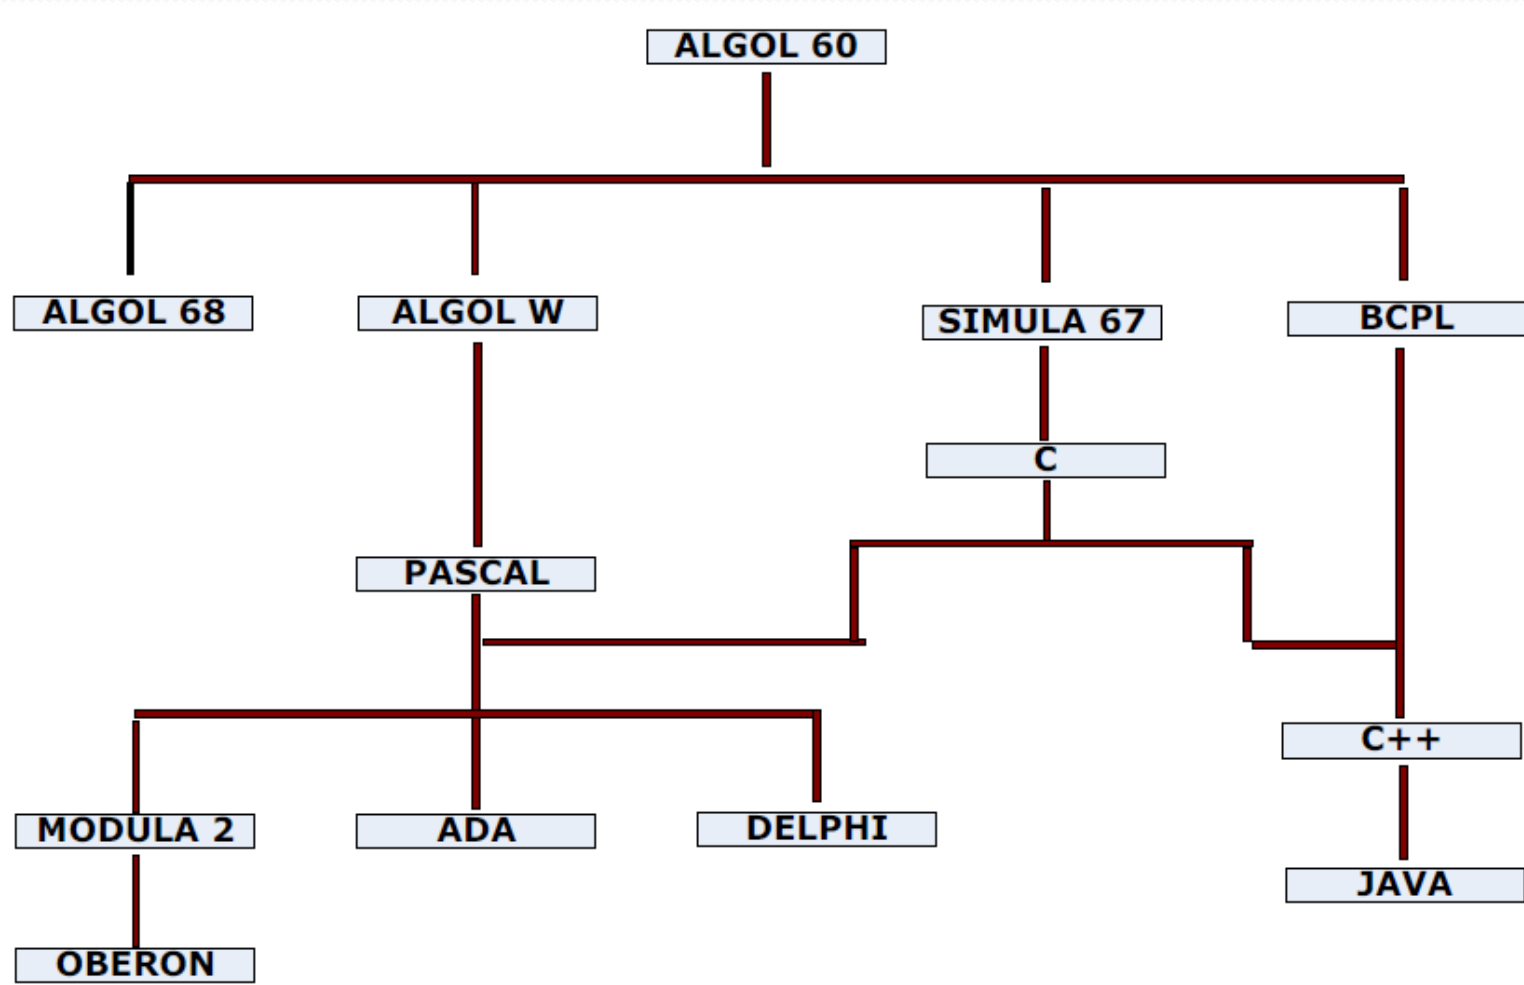 ALGOL 60
ALGOL 68
ALGOL W
SIMULA 67
BCPL
C
PASCAL
C++
MODULA 2
ADA
DELPHI
JAVA
OBERON